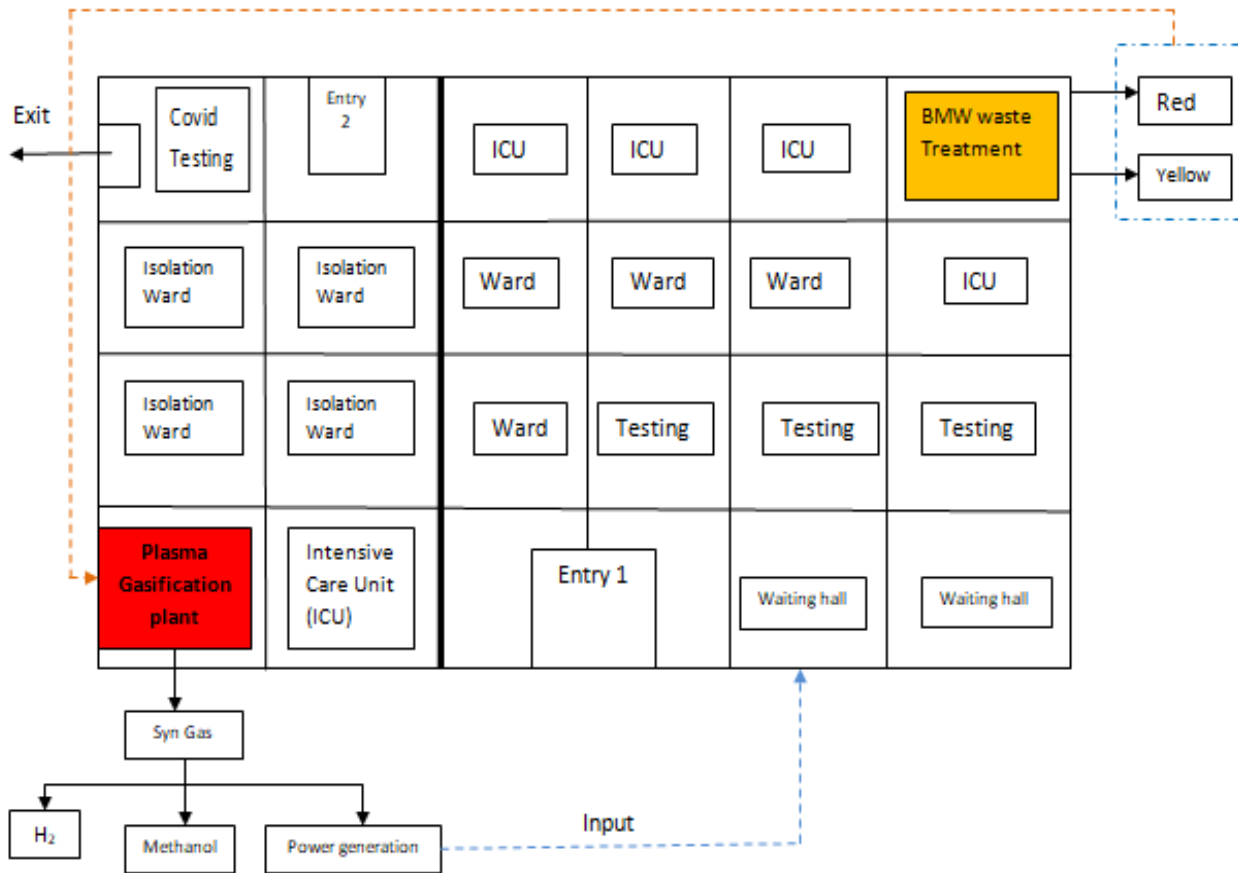 Exit
Covid
Testing
Entry
2
ICU
ICU
ICU
BMW waste
Treatment
Red
Yellow
Isolation
Ward
Isolation
Ward
Ward
Ward
Ward
ICU
Isolation
Ward
Isolation
Ward
Ward
Testing
Testing
Testing
Plasma
Gasification
plant
Intensive
Care Unit
(ICU)
Entry 1
Waiting hall
Waiting hall
Syn Gas
H₂
Methanol
Power generation
Input